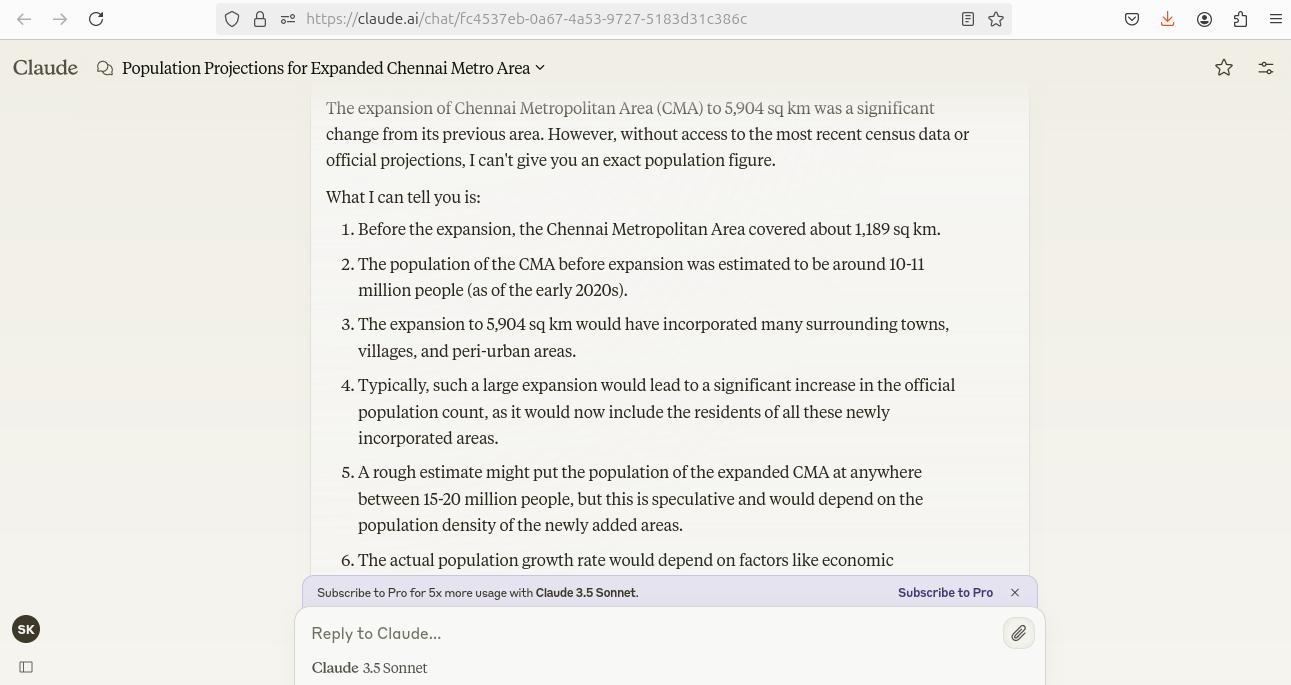 https://claude.ai/chat/fc4537eb-0a67-4a53-9727-5183d31c386c
Claude
Population Projections for Expanded Chennai Metro Area
The expansion of Chennai Metropolitan Area (CMA) to 5,904 sq km was a significant
change from its previous area. However, without access to the most recent census data or
official projections, I can't give you an exact population figure.
What I can tell you is:
1. Before the expansion, the Chennai Metropolitan Area covered about 1,189 sq km.
2. The population of the CMA before expansion was estimated to be around 10-11
million people (as of the early 2020s).
3. The expansion to 5,904 sq km would have incorporated many surrounding towns,
villages, and peri-urban areas.
4. Typically, such a large expansion would lead to a significant increase in the official
population count, as it would now include the residents of all these newly
incorporated areas.
5. A rough estimate might put the population of the expanded CMA at anywhere
between 15-20 million people, but this is speculative and would depend on the
population density of the newly added areas.
6. The actual population growth rate would depend on factors like economic
Subscribe to Pro for 5x more usage with Claude 3.5 Sonnet.
Subscribe to Pro
SK
Reply to Claude...
Claude 3.5 Sonnet